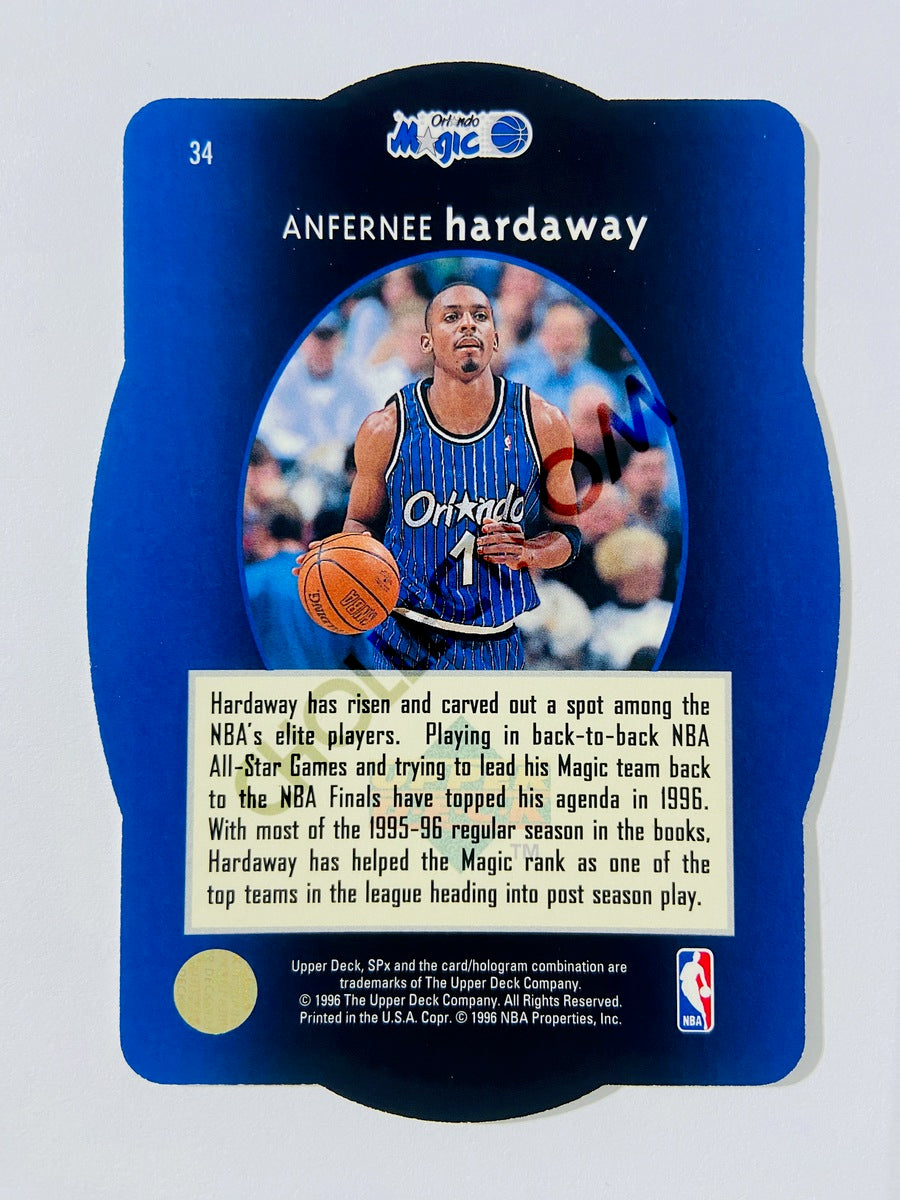 Orlando
Magic
34
ANFERNEE hardaway
Orlando
1
Hardaway has risen and carved out a spot among the
NBA's elite players. Playing in back-to-back NBA
All-Star Games and trying to lead his Magic team back
to the NBA Finals have topped his agenda in 1996.
With most of the 1995-96 regular season in the books,
Hardaway has helped the Magic rank as one of the
top teams in the league heading into post season play.
UPPER
DECK
TM
Upper Deck, SPx and the card/hologram combination are
trademarks of The Upper Deck Company.
© 1996 The Upper Deck Company. All Rights Reserved.
Printed in the U.S.A. Copr. © 1996 NBA Properties, Inc.
NBA